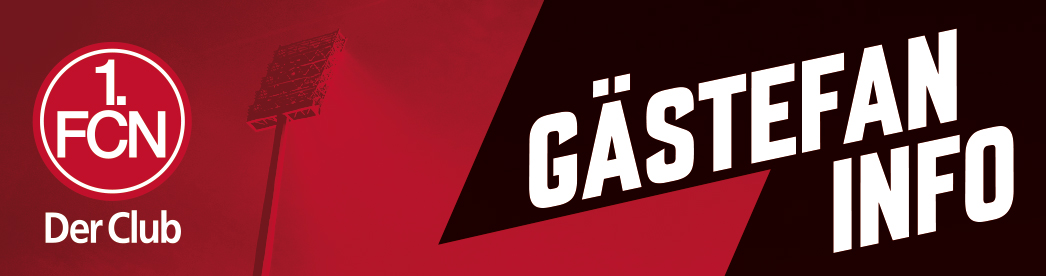 1.
FCN
Der Club
GÄSTEFAN
INFO